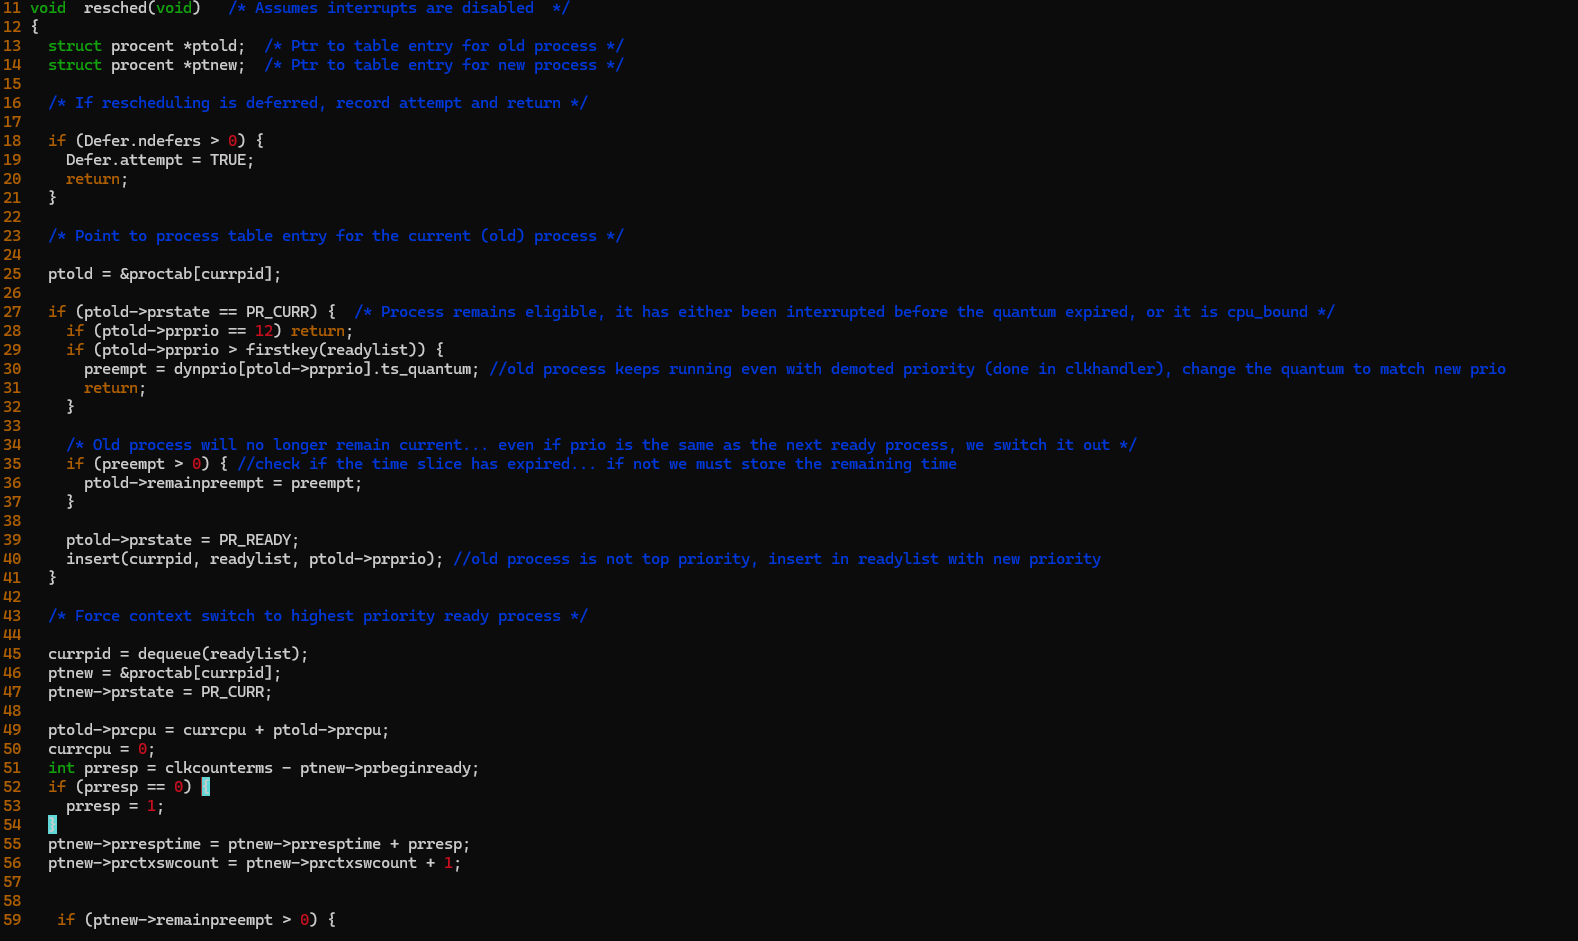 11 void  resched(void)   /* Assumes interrupts are disabled  */
12 {
13   struct procent *ptold;  /* Ptr to table entry for old process */
14   struct procent *ptnew;  /* Ptr to table entry for new process */
15
16   /* If rescheduling is deferred, record attempt and return */
17
18   if (Defer.ndefers > 0) {
19     Defer.attempt = TRUE;
20     return;
21   }
22
23   /* Point to process table entry for the current (old) process */
24
25   ptold = &proctab[currpid];
26
27   if (ptold->prstate == PR_CURR) {  /* Process remains eligible, it has either been interrupted before the quantum expired, or it is cpu_bound */
28     if (ptold->prprio == 12) return;
29     if (ptold->prprio > firstkey(readylist)) {
30       preempt = dynprio[ptold->prprio].ts_quantum; //old process keeps running even with demoted priority (done in clkhandler), change the quantum to match new prio
31       return;
32     }
33
34     /* Old process will no longer remain current... even if prio is the same as the next ready process, we switch it out */
35     if (preempt > 0) { //check if the time slice has expired... if not we must store the remaining time
36       ptold->remainpreempt = preempt;
37     }
38
39     ptold->prstate = PR_READY;
40     insert(currpid, readylist, ptold->prprio); //old process is not top priority, insert in readylist with new priority
41   }
42
43   /* Force context switch to highest priority ready process */
44
45   currpid = dequeue(readylist);
46   ptnew = &proctab[currpid];
47   ptnew->prstate = PR_CURR;
48
49   ptold->prcpu = currcpu + ptold->prcpu;
50   currcpu = 0;
51   int prresp = clkcounterms - ptnew->prbeginready;
52   if (prresp == 0) {
53     prresp = 1;
54   }
55   ptnew->prresptime = ptnew->prresptime + prresp;
56   ptnew->prctxswcount = ptnew->prctxswcount + 1;
57
58
59    if (ptnew->remainpreempt > 0) {